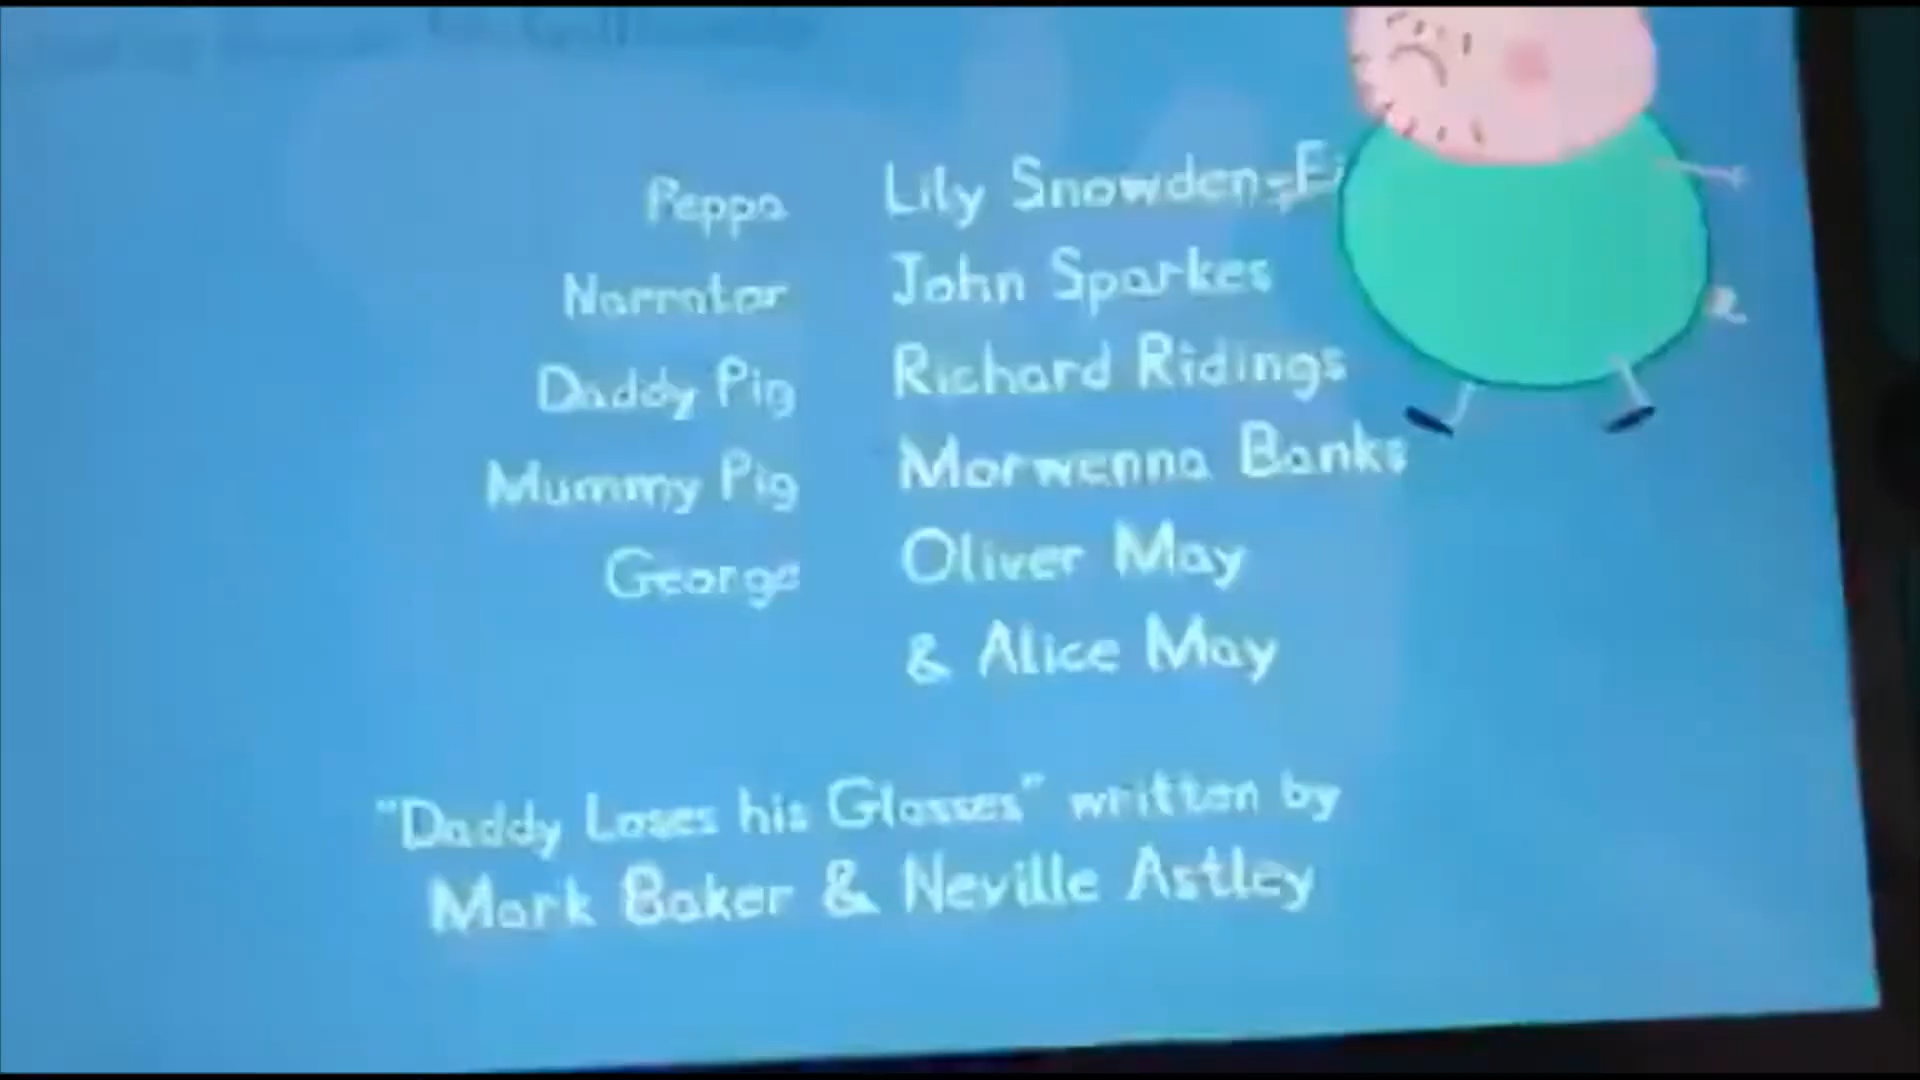 Peppa Lily Snowden-Fi
Narrator John Sparkes
Daddy Pig Richard Ridings
Mummy Pig Morwenna Banks
George Oliver May
& Alice May
"Daddy Loses his Glasses" written by
Mark Baker & Neville Astley